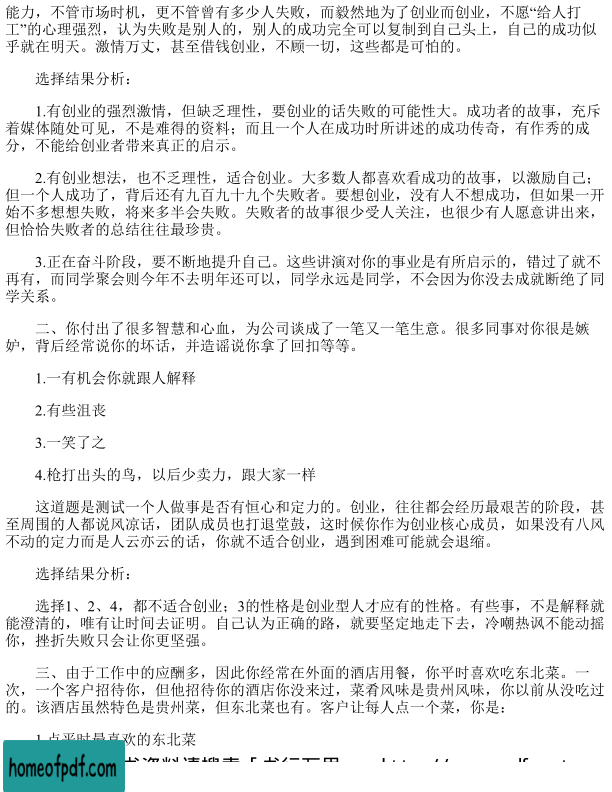 能力，不管市场时机，更不管曾有多少人失败，而毅然地为了创业而创业，不愿“给人打
工”的心理强烈，认为失败是别人的，别人的成功完全可以复制到自己头上，自己的成功似
乎就在明天。激情万丈，甚至借钱创业，不顾一切，这些都是可怕的。
选择结果分析：
1.有创业的强烈激情，但缺乏理性，要创业的话失败的可能性大。成功者的故事，充斥
着媒体随处可见，不是难得的资料；而且一个人在成功时所讲述的成功传奇，有作秀的成
分，不能给创业者带来真正的启示。
2.有创业想法，也不乏理性，适合创业。大多数人都喜欢看成功的故事，以激励自己；
但一个人成功了，背后还有九百九十九个失败者。要想创业，没有人不想成功，但如果一开
始不多想想失败，将来多半会失败。失败者的故事很少受人关注，也很少有人愿意讲出来，
但恰恰失败者的总结往往最珍贵。
3.正在奋斗阶段，要不断地提升自己。这些讲演对你的事业是有所启示的，错过了就不
再有，而同学聚会则今年不去明年还可以，同学永远是同学，不会因为你没去成就断绝了同
学关系。
二、你付出了很多智慧和心血，为公司谈成了一笔又一笔生意。很多同事对你很是嫉
妒，背后经常说你的坏话，并造谣说你拿了回扣等等。
1.一有机会你就跟人解释
2.有些沮丧
3.一笑了之
4.枪打出头的鸟，以后少卖力，跟大家一样
这道题是测试一个人做事是否有恒心和定力的。创业，往往都会经历最艰苦的阶段，甚
至周围的人都说风凉话，团队成员也打退堂鼓，这时候你作为创业核心成员，如果没有八风
不动的定力而是人云亦云的话，你就不适合创业，遇到困难可能就会退缩。
选择结果分析：
选择1、2、4，都不适合创业；3的性格是创业型人才应有的性格。有些事，不是解释就
能澄清的，唯有让时间去证明。自己认为正确的路，就要坚定地走下去，冷嘲热讽不能动摇
你，挫折失败只会让你更坚强。
三、由于工作中的应酬多，因此你经常在外面的酒店用餐，你平时喜欢吃东北菜。一
次，一个客户招待你，但他招待你的酒店你没来过，菜肴风味是贵州风味，你以前从没吃过
的。该酒店虽然特色是贵州菜，但东北菜也有。客户让每人点一个菜，你是：
1.点平时最喜欢的东北菜
homeofpdf.com